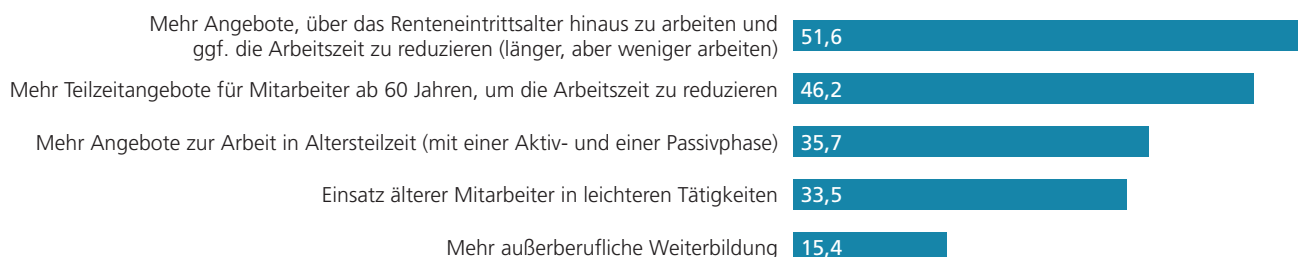 Mehr Angebote, über das Renteneintrittsalter hinaus zu arbeiten und
ggf. die Arbeitszeit zu reduzieren (länger, aber weniger arbeiten)
51,6
Mehr Teilzeitangebote für Mitarbeiter ab 60 Jahren, um die Arbeitszeit zu reduzieren
46,2
Mehr Angebote zur Arbeit in Altersteilzeit (mit einer Aktiv- und einer Passivphase)
35,7
Einsatz älterer Mitarbeiter in leichteren Tätigkeiten
33,5
Mehr außerberufliche Weiterbildung
15,4